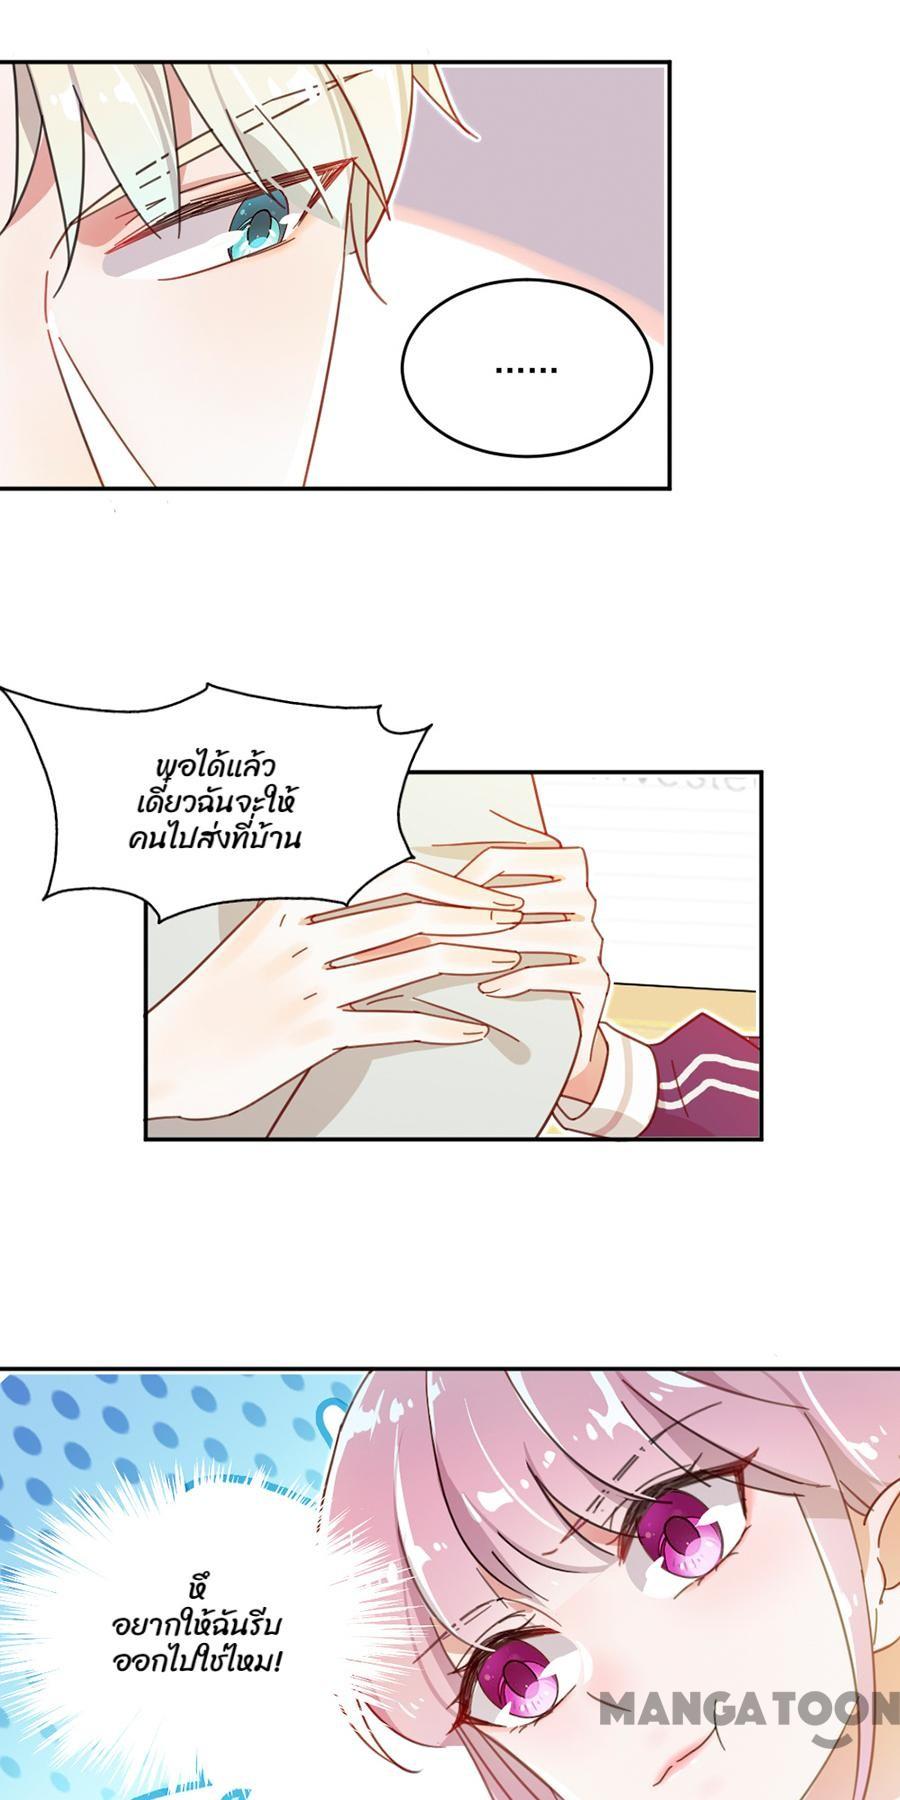 ......
พอได้แล้ว
เดี๋ยวฉันจะให้
คนไปส่งที่บ้าน
หึ
อยากให้ฉันรีบ
ออกไปใช่ไหม!
MANGATOON